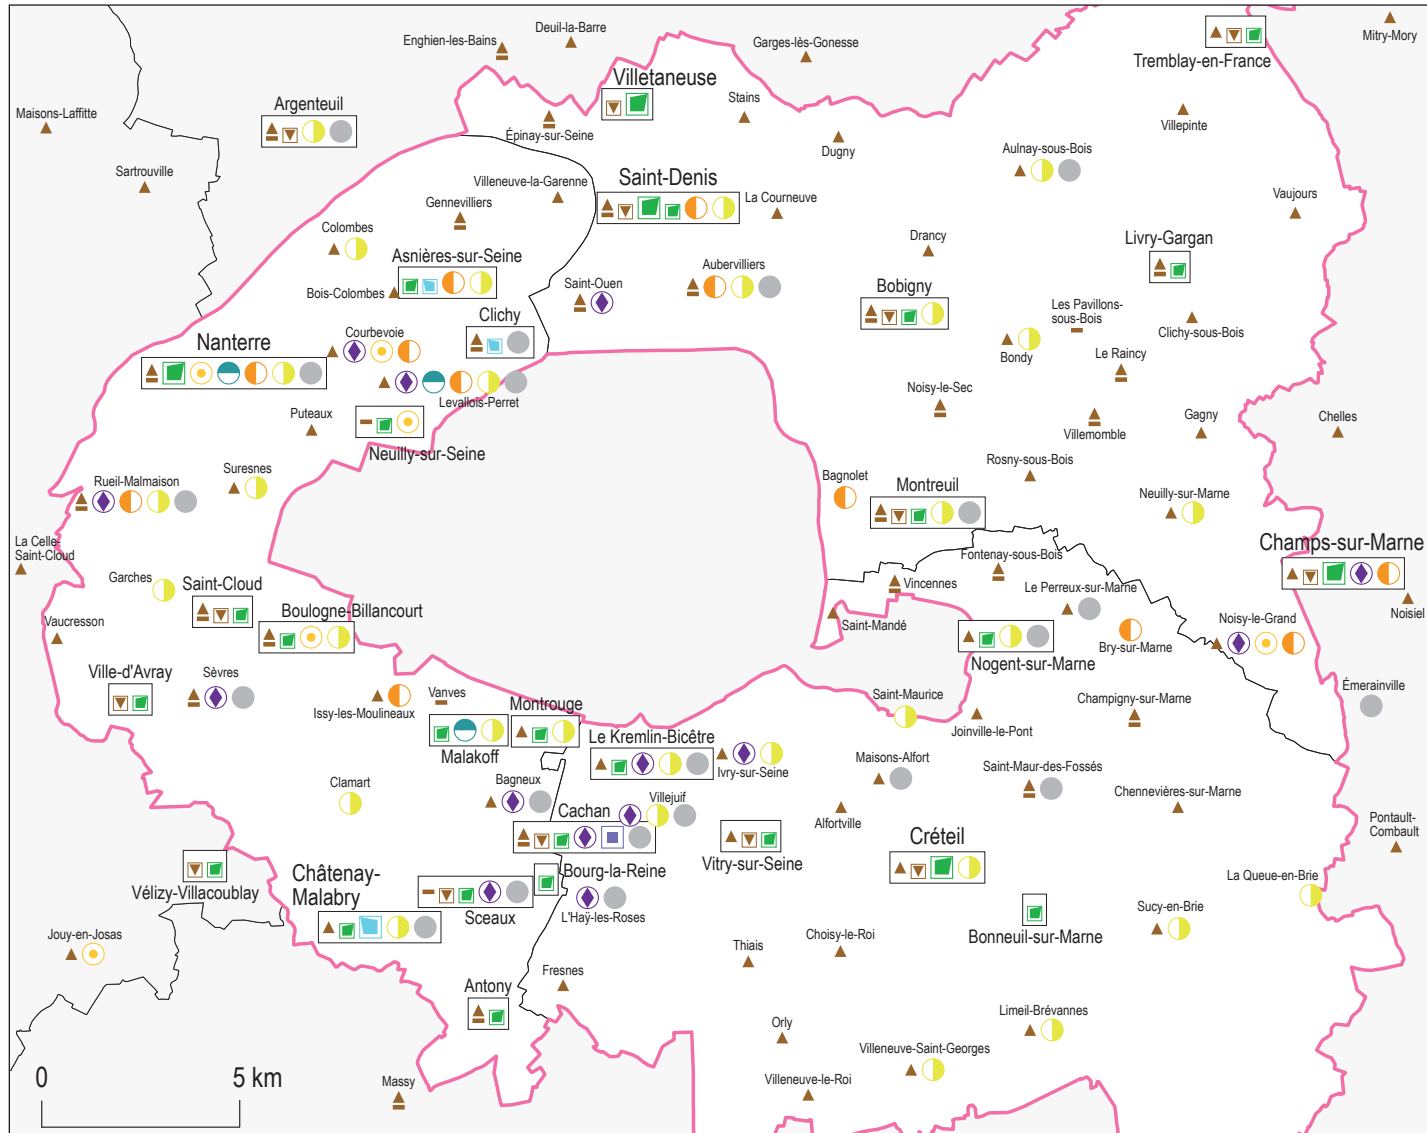 Mitry-Mory
Deuil-la-Barre
Enghien-les-Bains
Garges-lès-Gonesse
Tremblay-en-France
Villetaneuse
Stains
Argenteuil
Maisons-Laffitte
Villepinte
Épinay-sur-Seine
Dugny
Aulnay-sous-Bois
Sartrouville
Villeneuve-la-Garenne
Saint-Denis
La Courneuve
Vaujours
Gennevilliers
Colombes
Drancy
Livry-Gargan
Asnières-sur-Seine
Aubervilliers
Saint-Ouen
Bobigny
Bois-Colombes
Les Pavillons-
sous-Bois
Clichy
Clichy-sous-Bois
Courbevoie
Nanterre
Bondy
Le Raincy
Levallois-Perret
Noisy-le-Sec
Puteaux
Villemomble
Gagny
Chelles
Neuilly-sur-Seine
Rosny-sous-Bois
Suresnes
Rueil-Malmaison
Bagnolet
Montreuil
Neuilly-sur-Marne
La Celle-
Saint-Cloud
Champs-sur-Marne
Fontenay-sous-Bois
Garches
Saint-Cloud
Vincennes
Le Perreux-sur-Marne
Noisiel
Boulogne-Billancourt
Vaucresson
Saint-Mandé
Noisy-le-Grand
Bry-sur-Marne
Nogent-sur-Marne
Ville-d'Avray
Sèvres
Émerainville
Vanves
Saint-Maurice
Champigny-sur-Marne
Issy-les-Moulineaux
Montrouge
Joinville-le-Pont
Le Kremlin-Bicêtre
Malakoff
Maisons-Alfort
Saint-Maur-des-Fossés
Ivry-sur-Seine
Clamart
Bagneux
Villejuif
Chennevières-sur-Marne
Cachan
Alfortville
Pontault-
Combault
Créteil
Vitry-sur-Seine
Châtenay-
Malabry
Bourg-la-Reine
La Queue-en-Brie
Vélizy-Villacoublay
Sceaux
L'Haÿ-les-Roses
Sucy-en-Brie
Jouy-en-Josas
Bonneuil-sur-Marne
Choisy-le-Roi
Thiais
Fresnes
Antony
Limeil-Brévannes
Orly
Villeneuve-Saint-Georges
0 5 km
Massy
Villeneuve-le-Roi